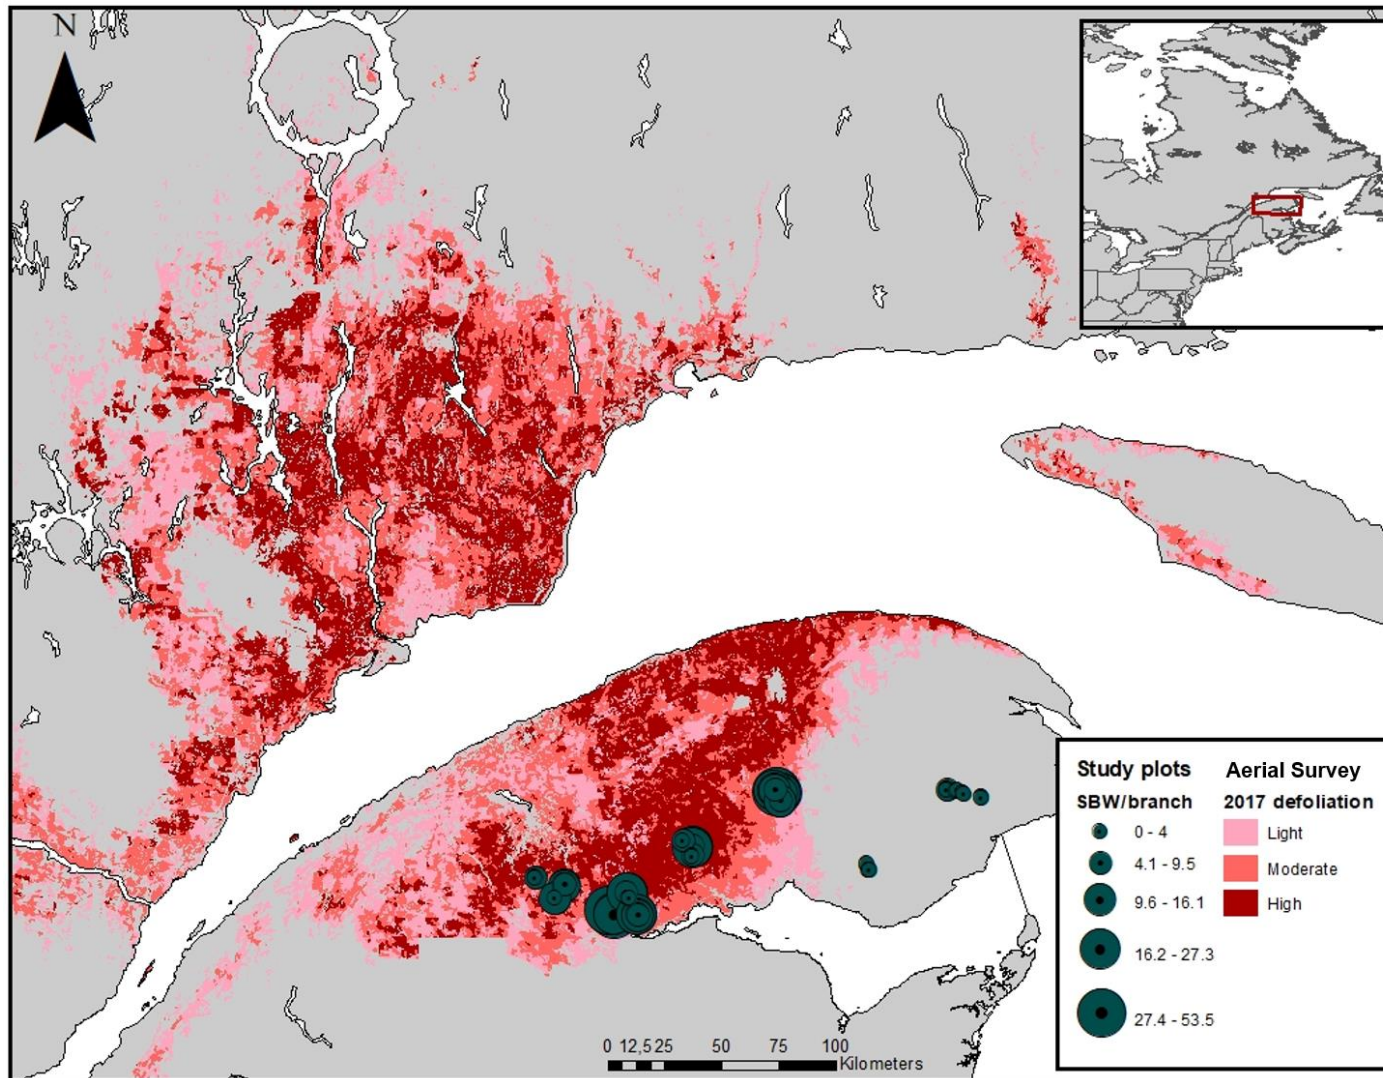 N
Study plots
SBW/branch
0 - 4
4.1 - 9.5
9.6 - 16.1
16.2 - 27.3
27.4 - 53.5
Aerial Survey
2017 defoliation
Light
Moderate
High
0 12,5 25 50 75 100
Kilometers